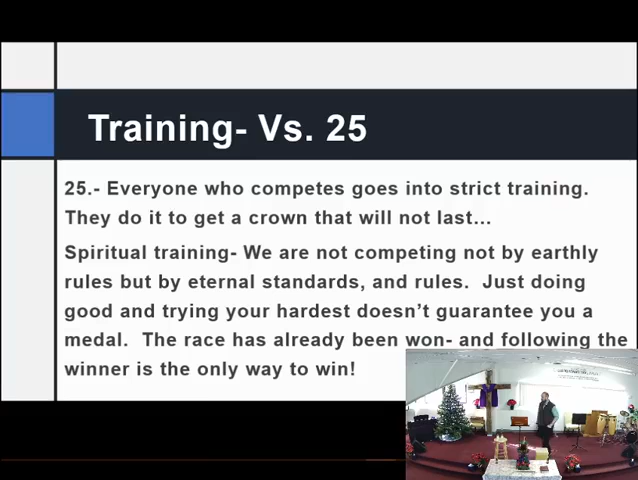 Training- Vs. 25
25.- Everyone who competes goes into strict training.
They do it to get a crown that will not last…
Spiritual training- We are not competing not by earthly
rules but by eternal standards, and rules.  Just doing
good and trying your hardest doesn’t guarantee you a
medal.  The race has already been won- and following the
winner is the only way to win!